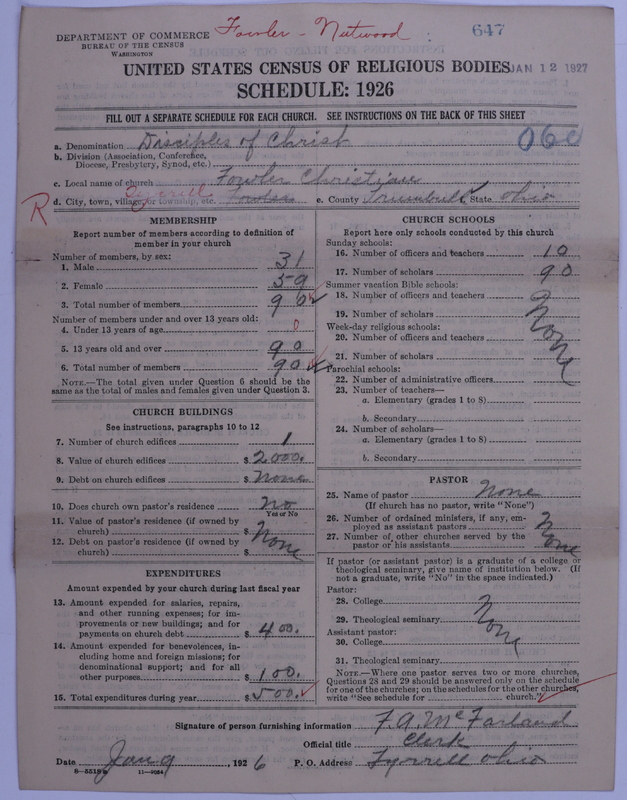 DEPARTMENT OF COMMERCE
BUREAU OF THE CENSUS
WASHINGTON
Fowler - Nutwood
647
UNITED STATES CENSUS OF RELIGIOUS BODIES
JAN 12 1927
SCHEDULE: 1926
FILL OUT A SEPARATE SCHEDULE FOR EACH CHURCH. SEE INSTRUCTIONS ON THE BACK OF THIS SHEET
a. Denomination Disciples of Christ
060
b. Division (Association, Conference,
Diocese, Presbytery, Synod, etc.)
c. Local name of church Fowler Christian
R d. City, town, village, or township, etc. Tyrrell Fowler e. County Trumbull, State Ohio
MEMBERSHIP
Report number of members according to definition of
member in your church
Number of members, by sex:
1. Male 31
2. Female 59
3. Total number of members 90
Number of members under and over 13 years old:
4. Under 13 years of age 0
5. 13 years old and over 90
6. Total number of members 90
NOTE.—The total given under Question 6 should be the
same as the total of males and females given under Question 3.
CHURCH BUILDINGS
See instructions, paragraphs 10 to 12
7. Number of church edifices 1
8. Value of church edifices $ 2000.
9. Debt on church edifices $ None
10. Does church own pastor's residence No
Yes or No
11. Value of pastor's residence (if owned by
church) $ None
12. Debt on pastor's residence (if owned by
church) $
EXPENDITURES
Amount expended by your church during last fiscal year
13. Amount expended for salaries, repairs,
and other running expenses; for im-
provements or new buildings; and for
payments on church debt $ 400.
14. Amount expended for benevolences, in-
cluding home and foreign missions; for
denominational support; and for all
other purposes $ 100.
15. Total expenditures during year $ 500.
CHURCH SCHOOLS
Report here only schools conducted by this church
Sunday schools:
16. Number of officers and teachers 10
17. Number of scholars 90
Summer vacation Bible schools:
18. Number of officers and teachers
19. Number of scholars None
Week-day religious schools:
20. Number of officers and teachers
21. Number of scholars
Parochial schools:
22. Number of administrative officers
23. Number of teachers—
a. Elementary (grades 1 to 8)
b. Secondary
24. Number of scholars—
a. Elementary (grades 1 to 8)
b. Secondary
PASTOR
25. Name of pastor None
(If church has no pastor, write "None")
26. Number of ordained ministers, if any, em-
ployed as assistant pastors None
27. Number of other churches served by the
pastor or his assistants
If pastor (or assistant pastor) is a graduate of a college or
theological seminary, give name of institution below. (If
not a graduate, write "No" in the space indicated.)
Pastor:
28. College
29. Theological seminary None
Assistant pastor:
30. College
31. Theological seminary
NOTE.—Where one pastor serves two or more churches,
Questions 28 and 29 should be answered only on the schedule
for one of the churches; on the schedules for the other churches,
write "See schedule for church."
Signature of person furnishing information F. A. McFarland
Official title Clerk
Date Jan 9, 1926 P. O. Address Tyrrell Ohio
11—9584